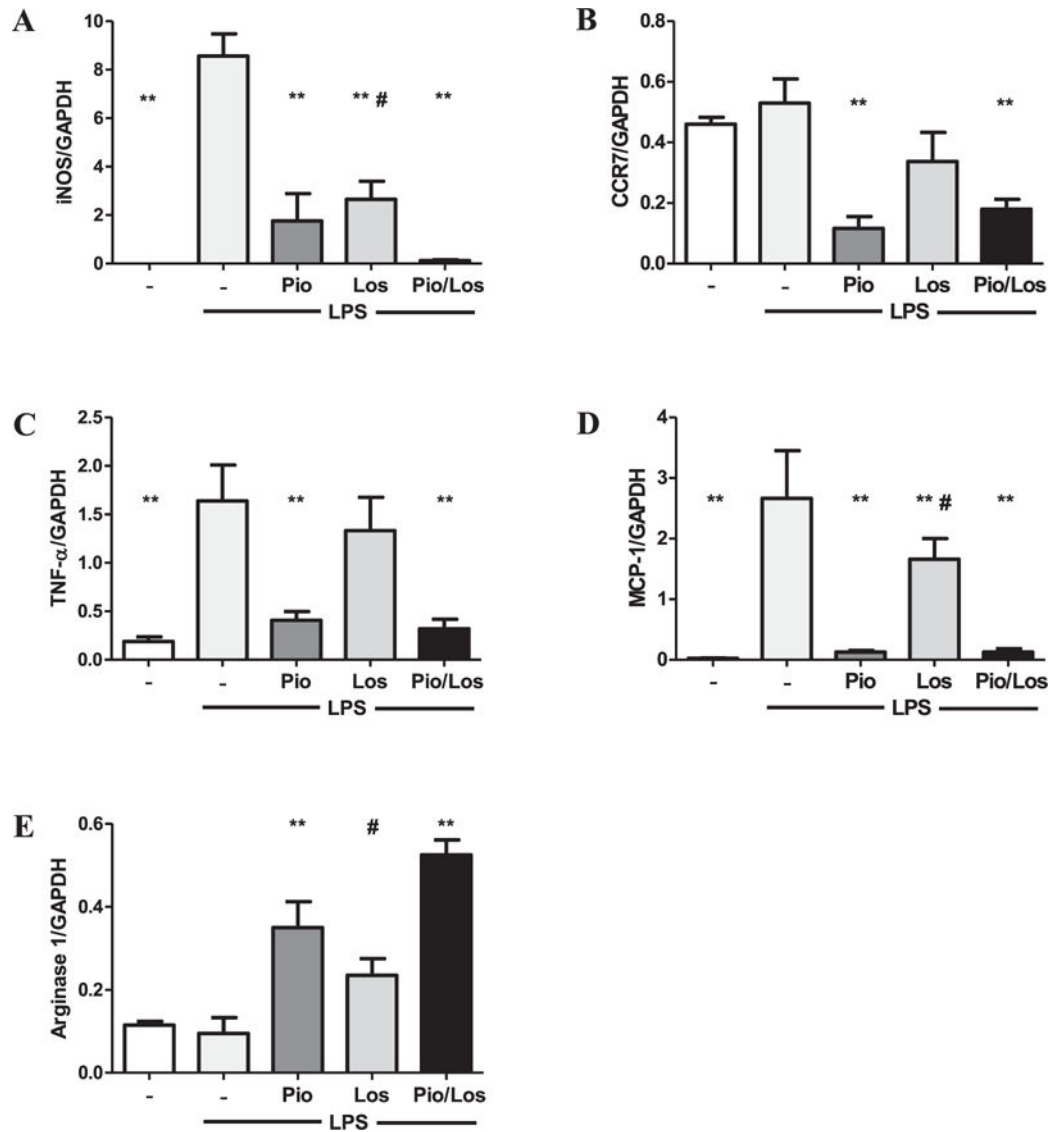 A
iNOS/GAPDH
10
8
6
4
2
0
** ** ** # **
- - Pio Los Pio/Los
LPS
B
CCR7/GAPDH
0.8
0.6
0.4
0.2
0.0
** **
- - Pio Los Pio/Los
LPS
C
TNF-α/GAPDH
2.5
2.0
1.5
1.0
0.5
0.0
** ** **
- - Pio Los Pio/Los
LPS
D
MCP-1/GAPDH
4
3
2
1
0
** ** ** # **
- - Pio Los Pio/Los
LPS
E
Arginase 1/GAPDH
0.6
0.4
0.2
0.0
** # **
- - Pio Los Pio/Los
LPS